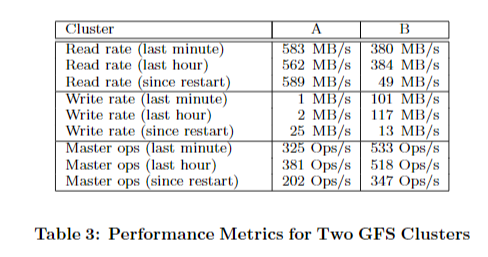 Cluster A B
Read rate (last minute) 583 MB/s 380 MB/s
Read rate (last hour) 562 MB/s 384 MB/s
Read rate (since restart) 589 MB/s 49 MB/s
Write rate (last minute) 1 MB/s 101 MB/s
Write rate (last hour) 2 MB/s 117 MB/s
Write rate (since restart) 25 MB/s 13 MB/s
Master ops (last minute) 325 Ops/s 533 Ops/s
Master ops (last hour) 381 Ops/s 518 Ops/s
Master ops (since restart) 202 Ops/s 347 Ops/s
Table 3: Performance Metrics for Two GFS Clusters